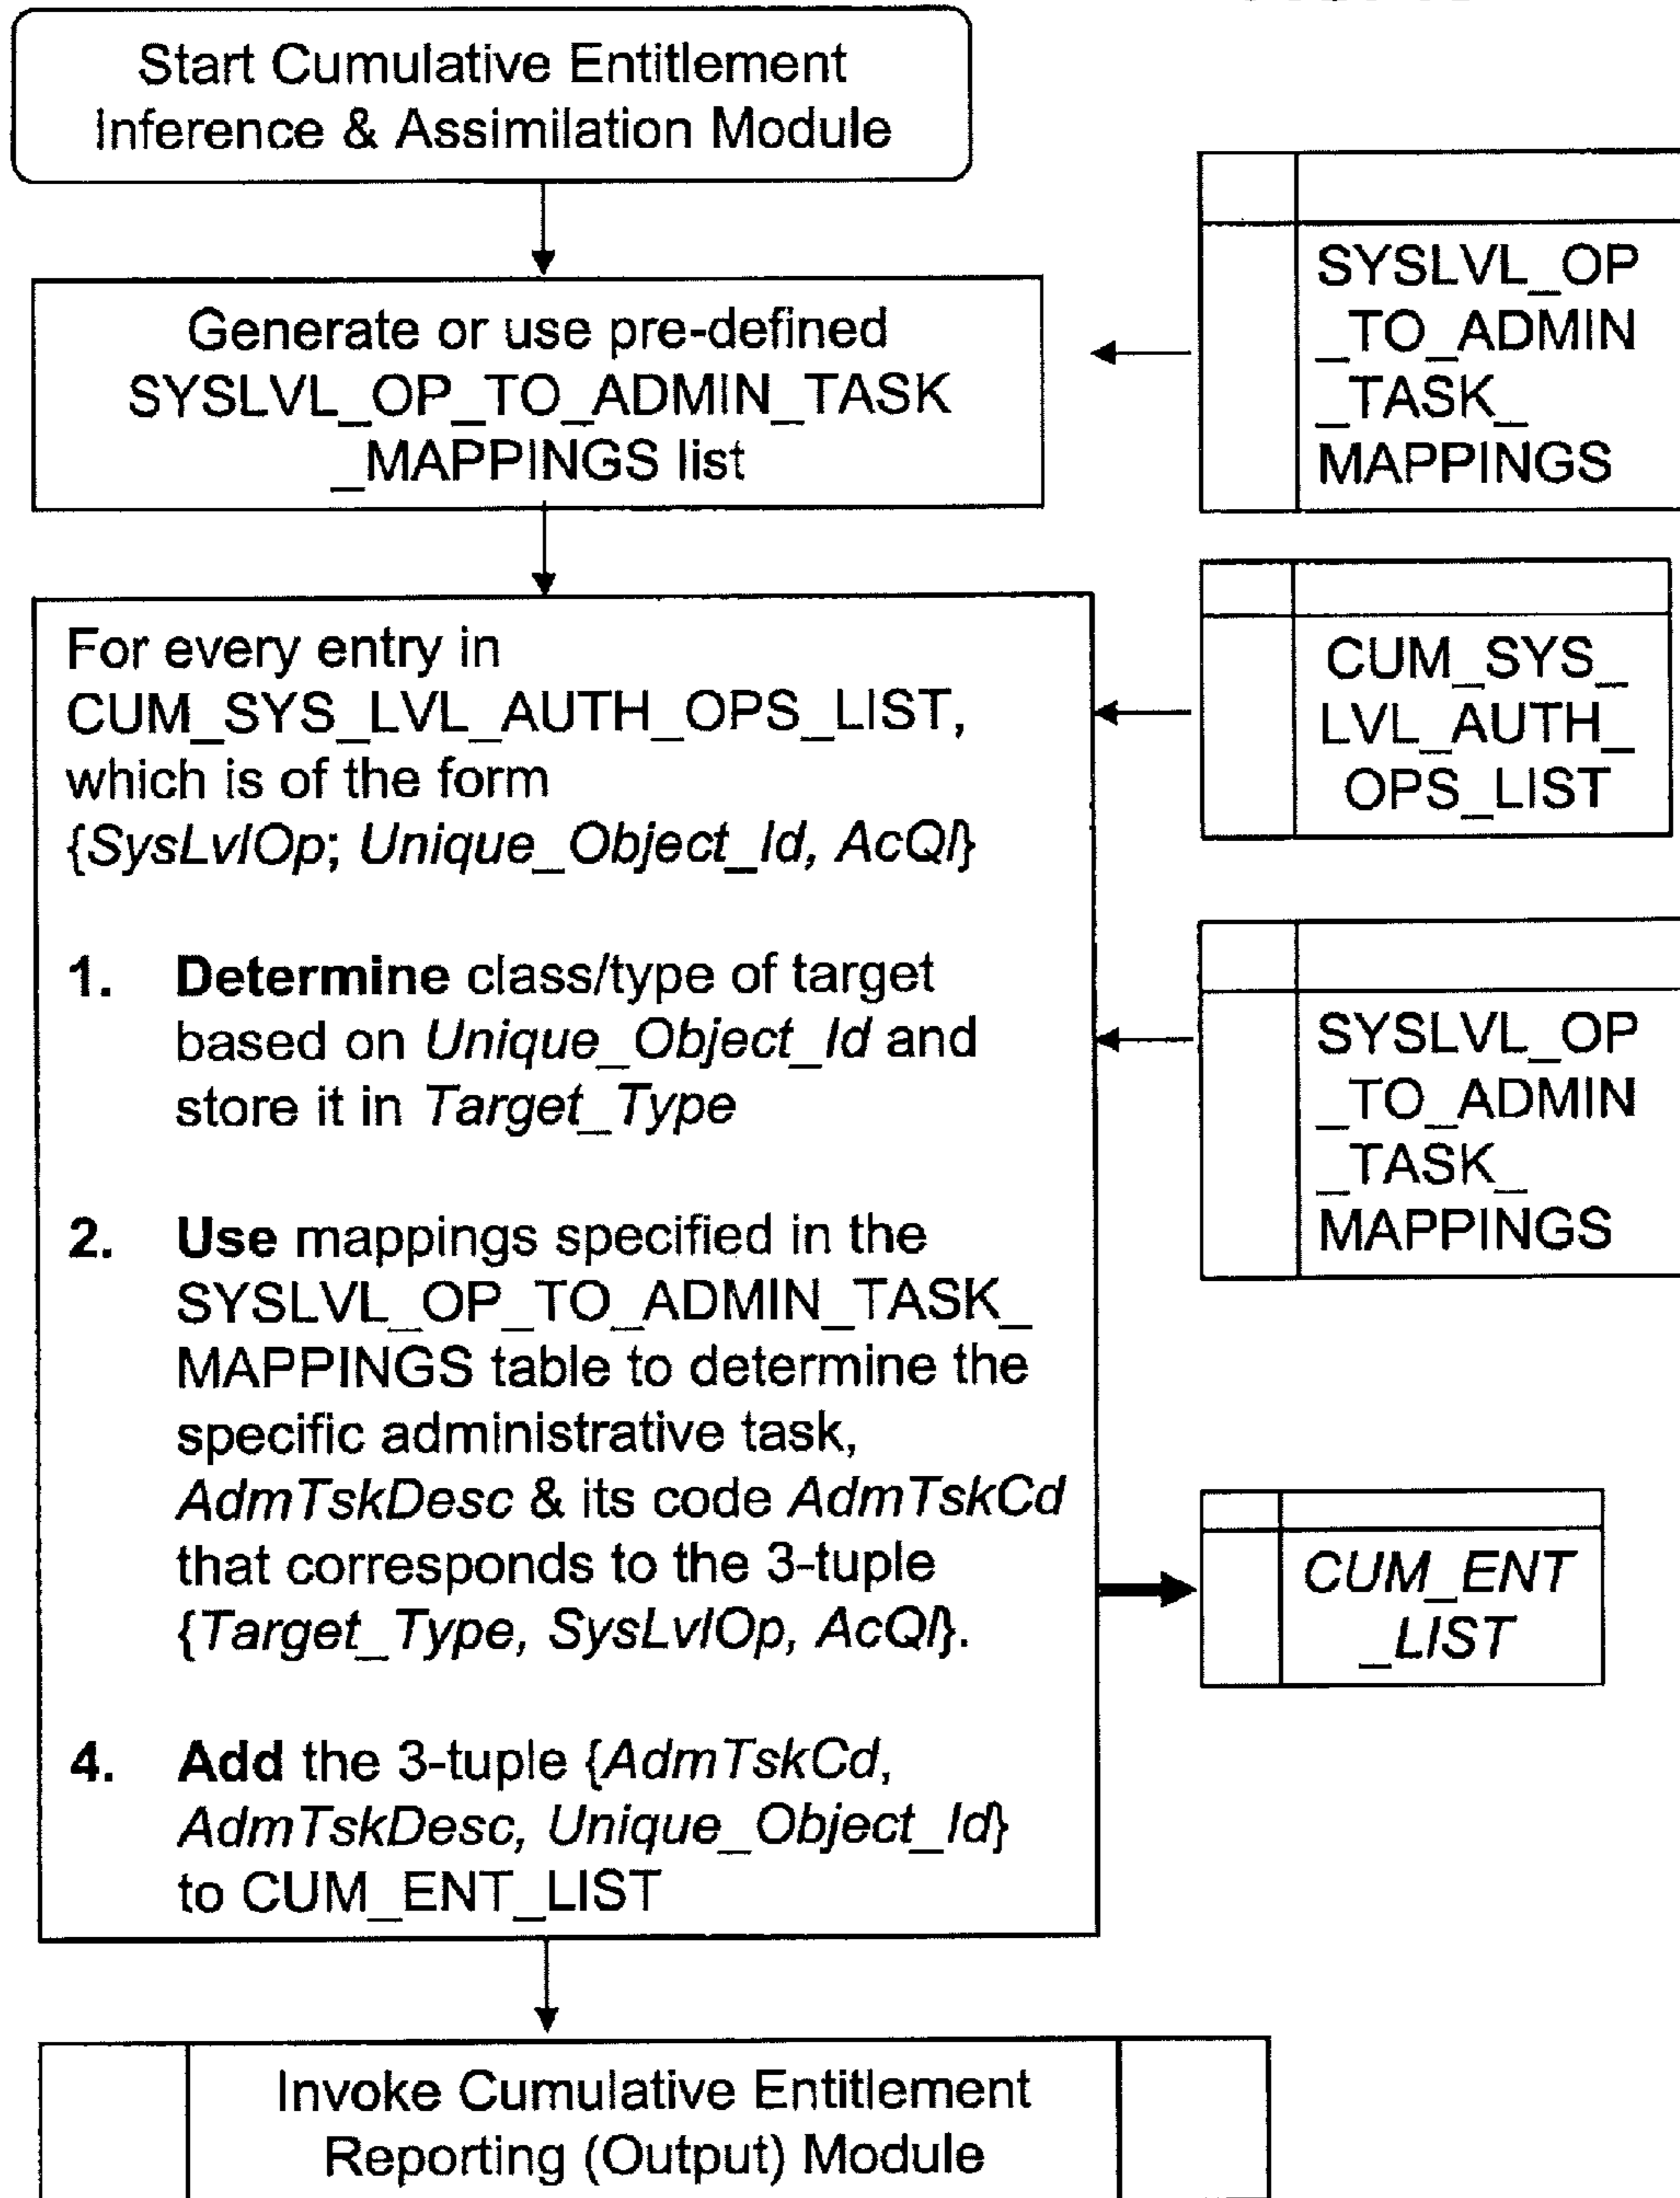 Start Cumulative Entitlement
Inference & Assimilation Module
Generate or use pre-defined
SYSLVL_OP_TO_ADMIN_TASK
_MAPPINGS list
SYSLVL_OP
_TO_ADMIN
_TASK_
MAPPINGS
For every entry in
CUM_SYS_LVL_AUTH_OPS_LIST,
which is of the form
{SysLvlOp; Unique_Object_Id, AcQl}
CUM_SYS_
LVL_AUTH_
OPS_LIST
1. Determine class/type of target
based on Unique_Object_Id and
store it in Target_Type
SYSLVL_OP
_TO_ADMIN
_TASK_
MAPPINGS
2. Use mappings specified in the
SYSLVL_OP_TO_ADMIN_TASK_
MAPPINGS table to determine the
specific administrative task,
AdmTskDesc & its code AdmTskCd
that corresponds to the 3-tuple
{Target_Type, SysLvlOp, AcQl}.
CUM_ENT
_LIST
4. Add the 3-tuple {AdmTskCd,
AdmTskDesc, Unique_Object_Id}
to CUM_ENT_LIST
Invoke Cumulative Entitlement
Reporting (Output) Module